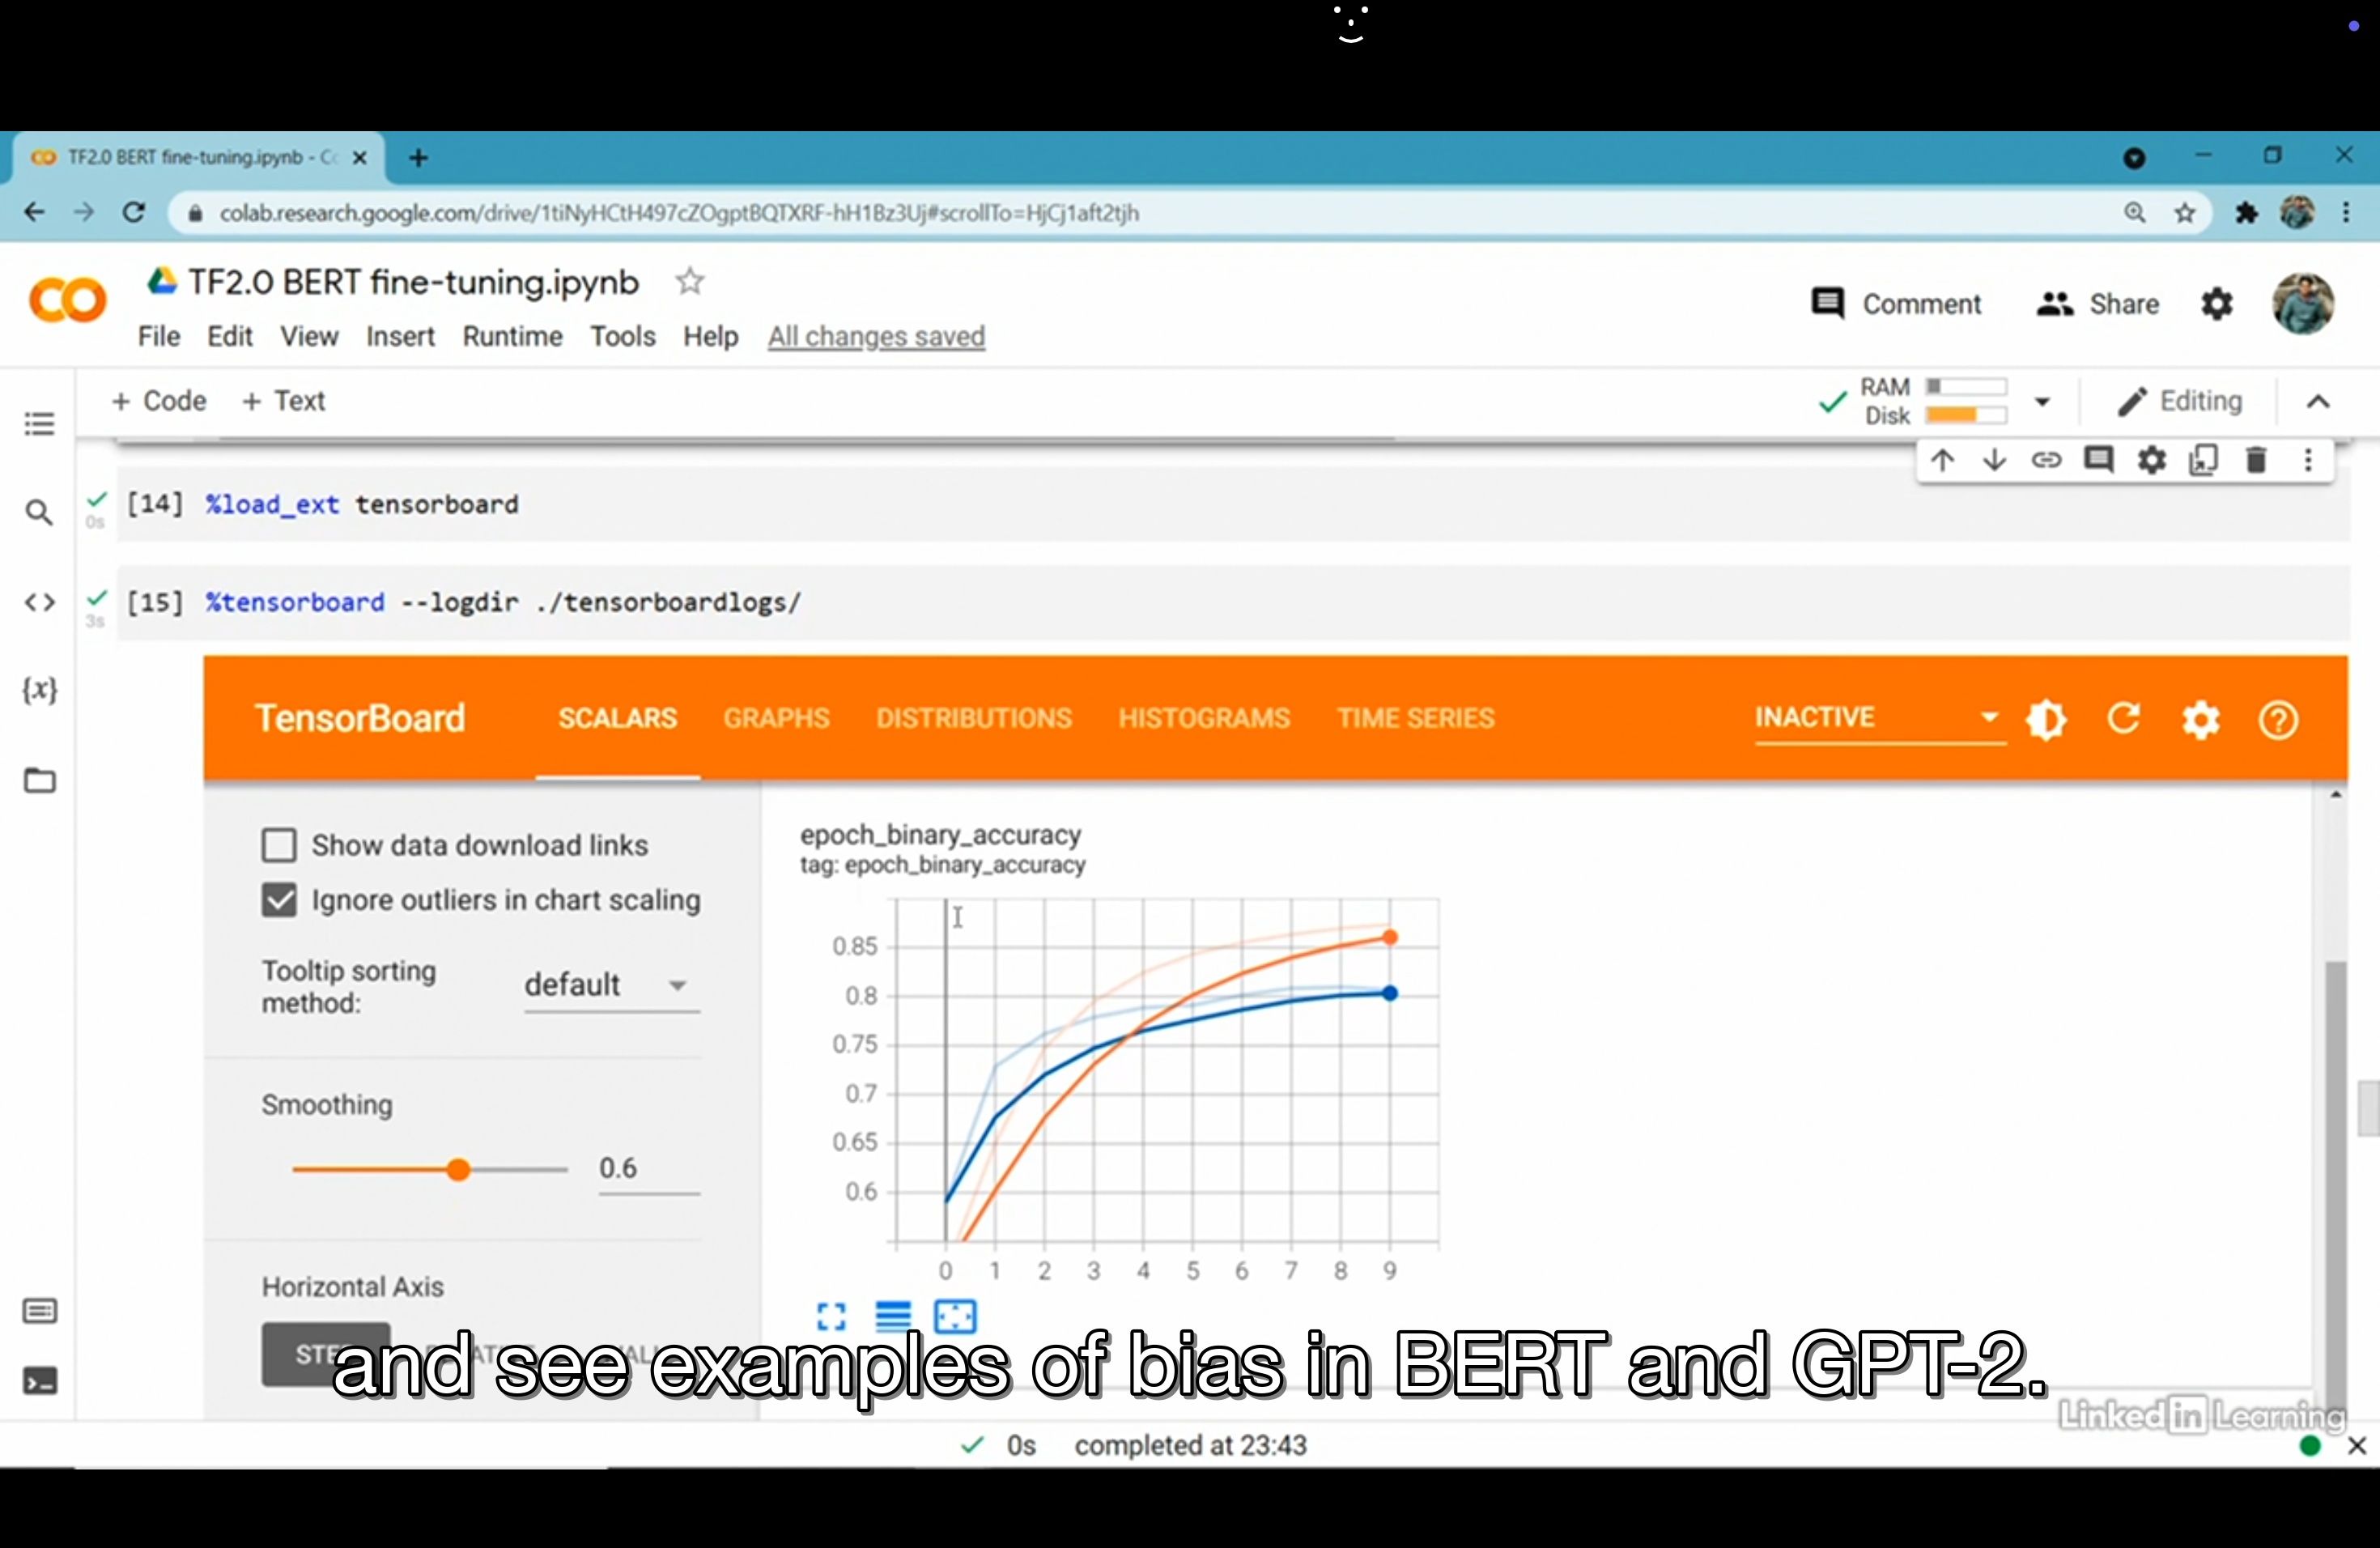 TF2.0 BERT fine-tuning.ipynb - Co
colab.research.google.com/drive/1tiNyHCtH497cZOgptBQTXRF-hH1Bz3Uj#scrollTo=HjCj1aft2tjh
TF2.0 BERT fine-tuning.ipynb
Comment
Share
File Edit View Insert Runtime Tools Help All changes saved
+ Code + Text
RAM
Disk
Editing
[14] %load_ext tensorboard
0s
[15] %tensorboard --logdir ./tensorboardlogs/
3s
TensorBoard SCALARS GRAPHS DISTRIBUTIONS HISTOGRAMS TIME SERIES INACTIVE
Show data download links
Ignore outliers in chart scaling
Tooltip sorting
method:
default
Smoothing
0.6
Horizontal Axis
epoch_binary_accuracy
tag: epoch_binary_accuracy
0.85
0.8
0.75
0.7
0.65
0.6
0 1 2 3 4 5 6 7 8 9
and see examples of bias in BERT and GPT-2.
Linked in Learning
0s completed at 23:43